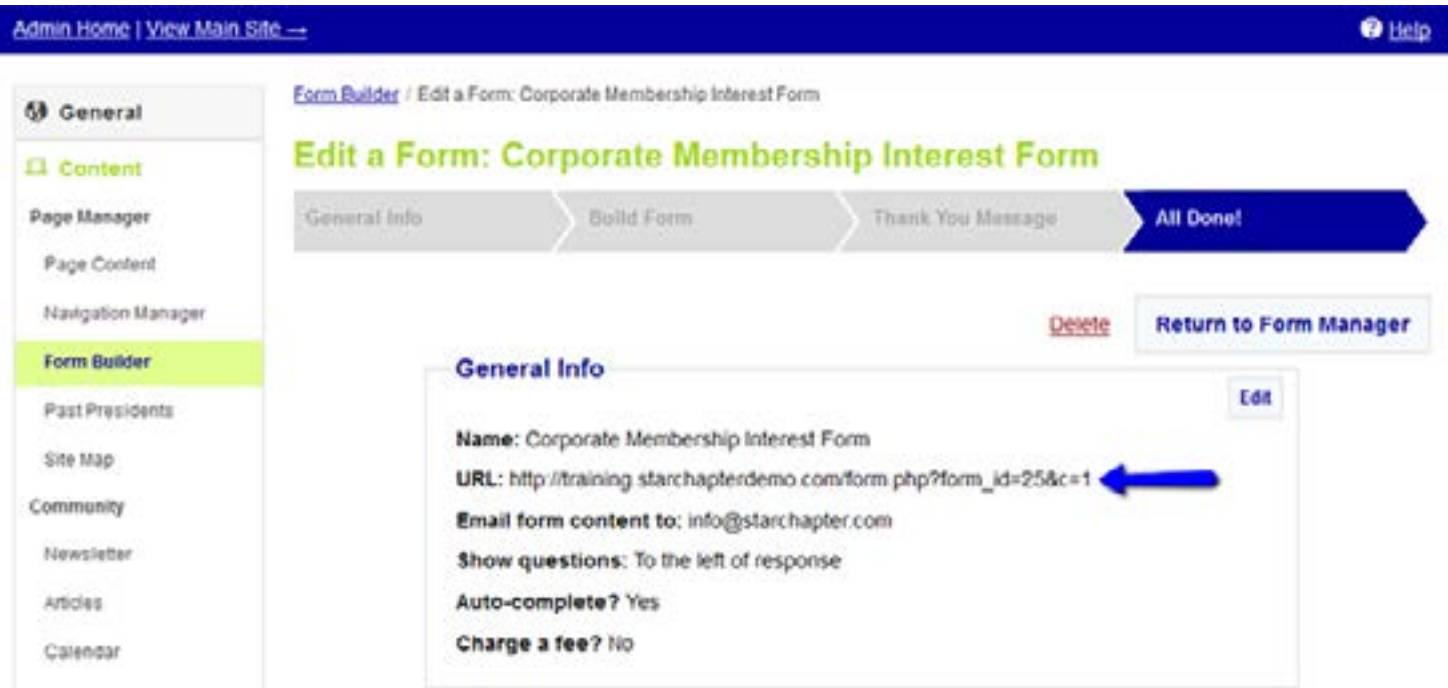 Admin Home | View Main Site →
Help
General
Content
Page Manager
Page Content
Navigation Manager
Form Builder
Past Presidents
Site Map
Community
Newsletter
Articles
Calendar
Form Builder / Edit a Form: Corporate Membership Interest Form
Edit a Form: Corporate Membership Interest Form
General Info
Build Form
Thank You Message
All Done!
Delete
Return to Form Manager
General Info
Edit
Name: Corporate Membership Interest Form
URL: http://training.starchapterdemo.com/form.php?form_id=25&c=1
Email form content to: info@starchapter.com
Show questions: To the left of response
Auto-complete? Yes
Charge a fee? No